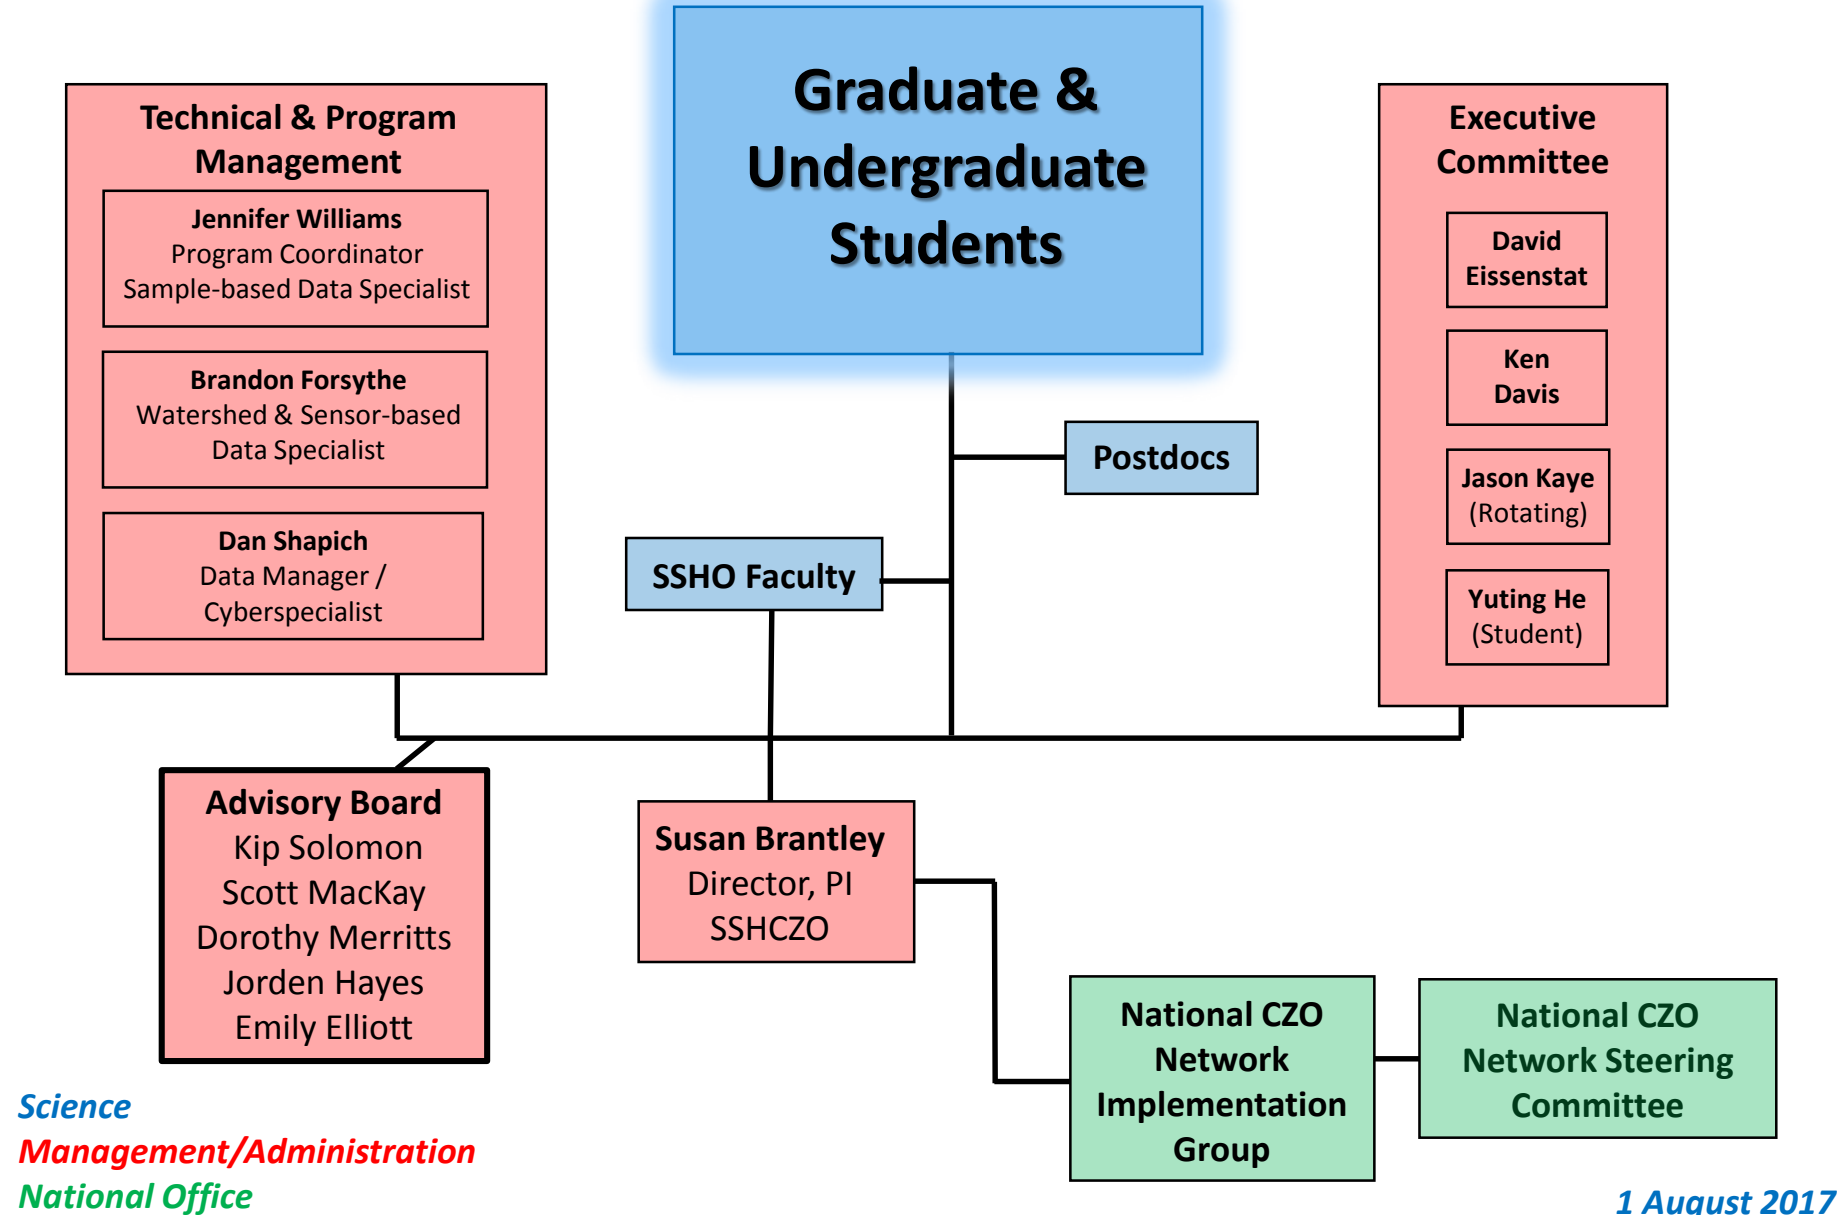 Graduate &
Undergraduate
Students
Technical & Program
Management
Jennifer Williams
Program Coordinator
Sample-based Data Specialist
Brandon Forsythe
Watershed & Sensor-based
Data Specialist
Dan Shapich
Data Manager /
Cyberspecialist
Executive
Committee
David
Eissenstat
Ken
Davis
Jason Kaye
(Rotating)
Yuting He
(Student)
Postdocs
SSHO Faculty
Advisory Board
Kip Solomon
Scott MacKay
Dorothy Merritts
Jorden Hayes
Emily Elliott
Susan Brantley
Director, PI
SSHCZO
National CZO
Network
Implementation
Group
National CZO
Network Steering
Committee
Science
Management/Administration
National Office
1 August 2017